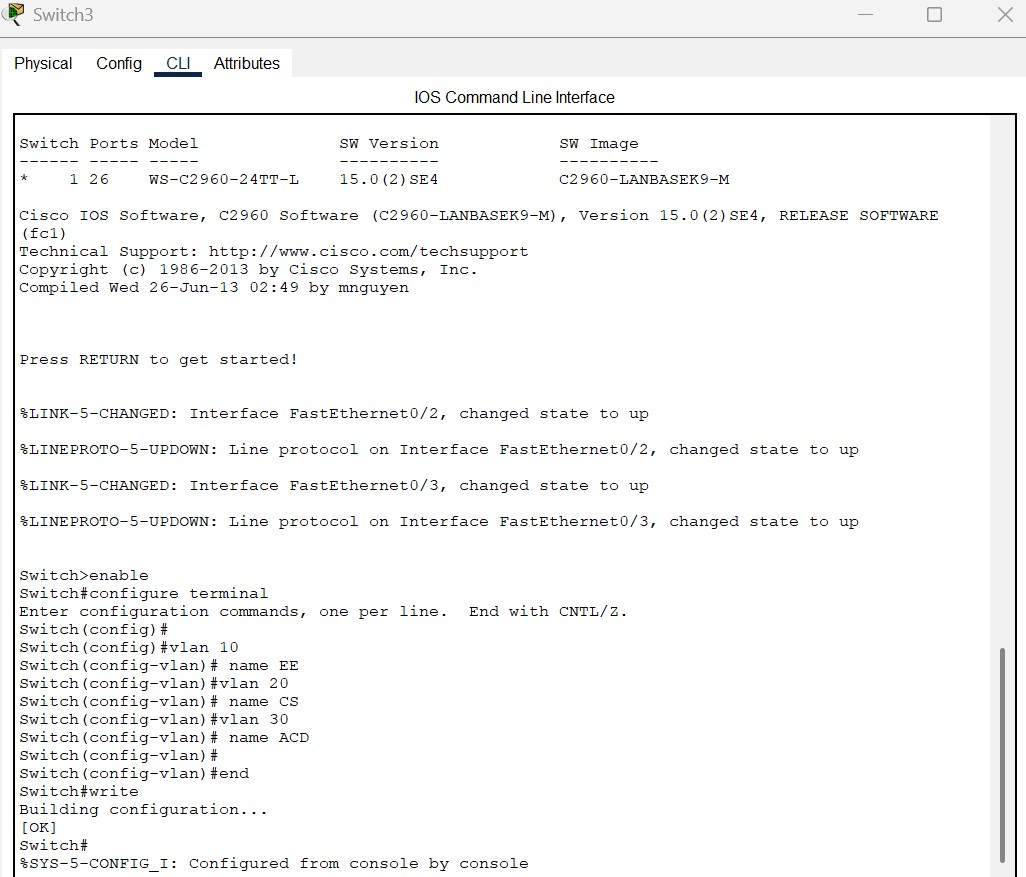 Switch3
Physical Config CLI Attributes
IOS Command Line Interface
Switch Ports Model SW Version SW Image
------ ----- ----- ---------- ----------
* 1 26 WS-C2960-24TT-L 15.0(2)SE4 C2960-LANBASEK9-M
Cisco IOS Software, C2960 Software (C2960-LANBASEK9-M), Version 15.0(2)SE4, RELEASE SOFTWARE
(fc1)
Technical Support: http://www.cisco.com/techsupport
Copyright (c) 1986-2013 by Cisco Systems, Inc.
Compiled Wed 26-Jun-13 02:49 by mnguyen
Press RETURN to get started!
%LINK-5-CHANGED: Interface FastEthernet0/2, changed state to up
%LINEPROTO-5-UPDOWN: Line protocol on Interface FastEthernet0/2, changed state to up
%LINK-5-CHANGED: Interface FastEthernet0/3, changed state to up
%LINEPROTO-5-UPDOWN: Line protocol on Interface FastEthernet0/3, changed state to up
Switch>enable
Switch#configure terminal
Enter configuration commands, one per line.  End with CNTL/Z.
Switch(config)#
Switch(config)#vlan 10
Switch(config-vlan)# name EE
Switch(config-vlan)#vlan 20
Switch(config-vlan)# name CS
Switch(config-vlan)#vlan 30
Switch(config-vlan)# name ACD
Switch(config-vlan)#
Switch(config-vlan)#end
Switch#write
Building configuration...
[OK]
Switch#
%SYS-5-CONFIG_I: Configured from console by console